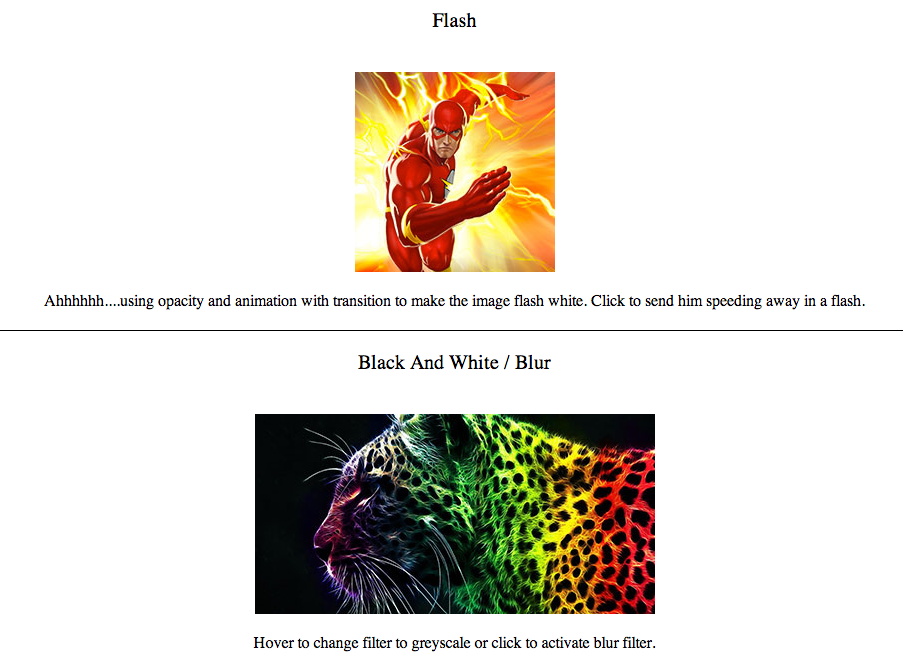 Flash
Ahhhhhh....using opacity and animation with transition to make the image flash white. Click to send him speeding away in a flash.
Black And White / Blur
Hover to change filter to greyscale or click to activate blur filter.